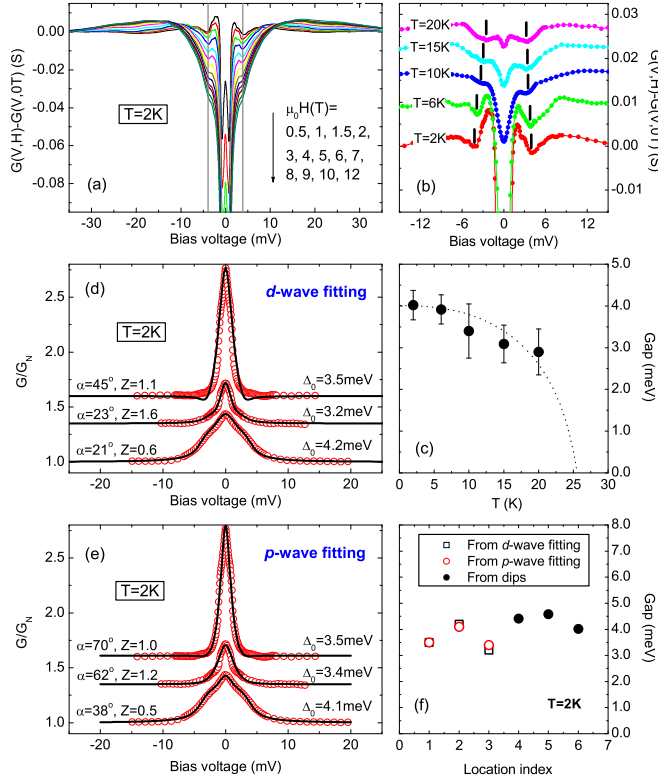 0.00
-0.04
-0.08
G(V,H)-G(V,0T) (S)
T=2K
μ0H(T)=
0.5, 1, 1.5, 2,
3, 4, 5, 6, 7,
8, 9, 10, 12
(a)
-30 -20 -10 0 10 20 30
Bias voltage (mV)
T=20K
T=15K
T=10K
T=6K
T=2K
(b)
0.03
0.02
0.01
0.00
-0.01
G(V,H)-G(V,0T) (S)
-12 -6 0 6 12
Bias voltage (mV)
(d)
d-wave fitting
T=2K
2.5
2.0
1.5
1.0
G/GN
α=45°, Z=1.1
Δ0=3.5meV
α=23°, Z=1.6
Δ0=3.2meV
α=21°, Z=0.6
Δ0=4.2meV
-20 -10 0 10 20
Bias voltage (mV)
5.0
4.0
3.0
2.0
1.0
0.0
Gap (meV)
(c)
0 5 10 15 20 25 30
T (K)
(e)
p-wave fitting
T=2K
2.5
2.0
1.5
1.0
G/GN
α=70°, Z=1.0
Δ0=3.5meV
α=62°, Z=1.2
Δ0=3.4meV
α=38°, Z=0.5
Δ0=4.1meV
-20 -10 0 10 20
Bias voltage (mV)
From d-wave fitting
From p-wave fitting
From dips
8.0
7.0
6.0
5.0
4.0
3.0
2.0
1.0
0.0
Gap (meV)
(f)
T=2K
0 1 2 3 4 5 6 7
Location index